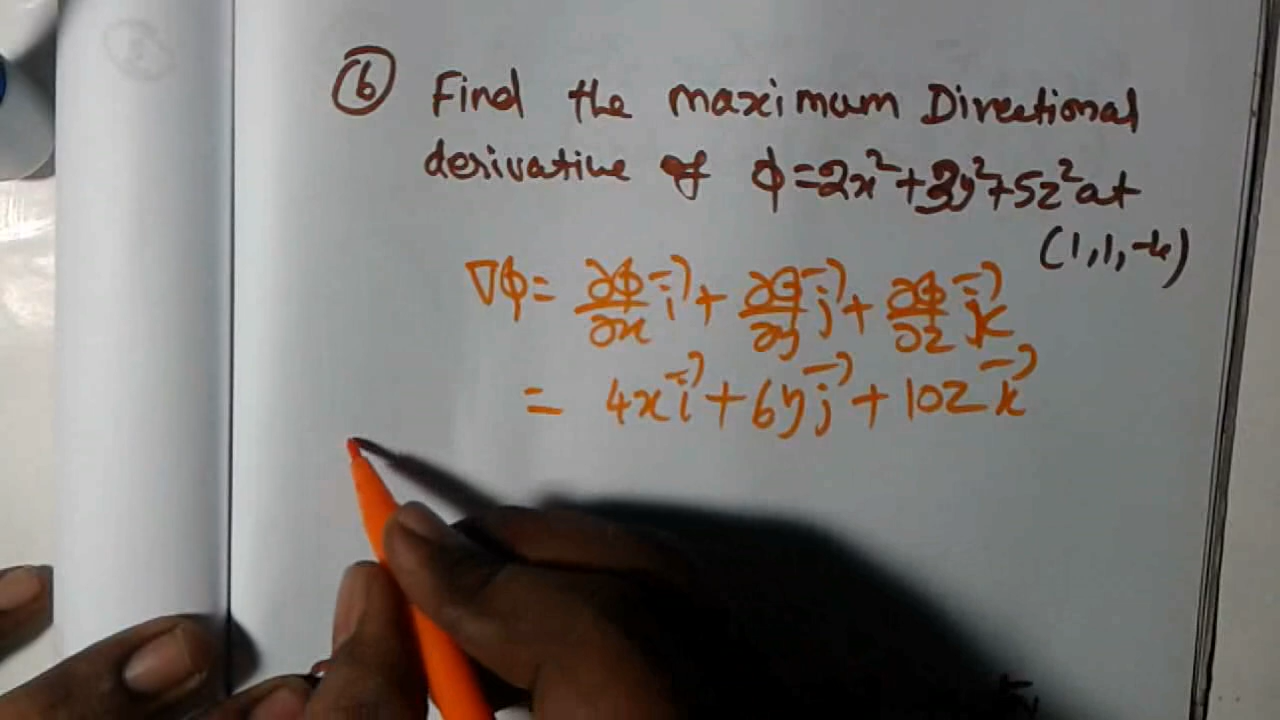 (6) Find the maximum Directional
derivative of ϕ=2x²+3y²+5z² at
(1,1,-4)
∇ϕ = ∂ϕ/∂x i⃗ + ∂ϕ/∂y j⃗ + ∂ϕ/∂z k⃗
= 4x i⃗ + 6y j⃗ + 10z k⃗